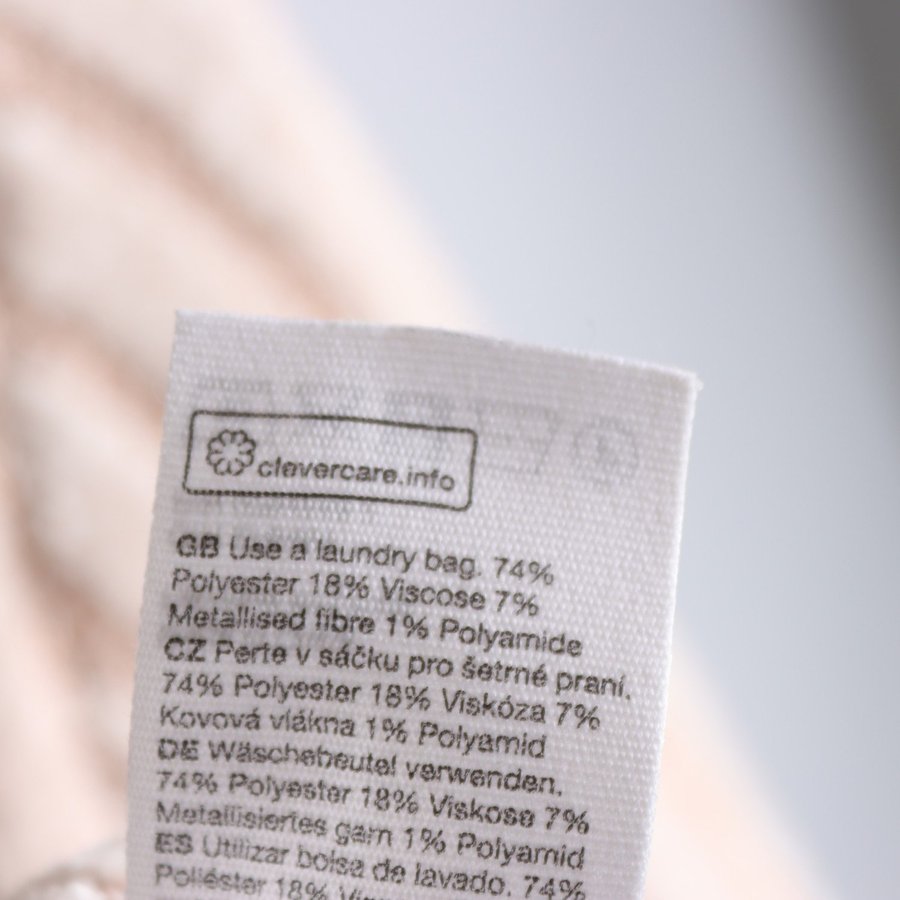 clevercare.info
GB Use a laundry bag. 74%
Polyester 18% Viscose 7%
Metallised fibre 1% Polyamide
CZ Perte v sáčku pro šetrné praní.
74% Polyester 18% Viskóza 7%
Kovová vlákna 1% Polyamid
DE Wäschebeutel verwenden.
74% Polyester 18% Viskose 7%
Metallisiertes garn 1% Polyamid
ES Utilizar bolsa de lavado. 74%
Poliéster 18%